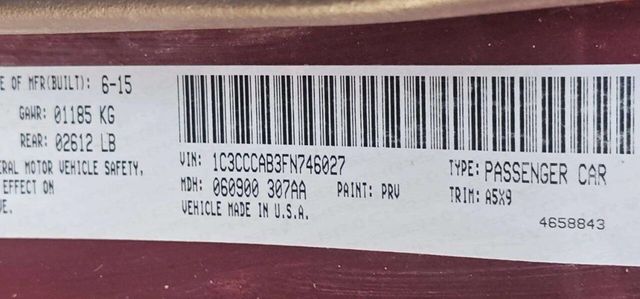 E OF MFR(BUILT): 6-15
GAWR: 01185 KG
REAR: 02612 LB
ERAL MOTOR VEHICLE SAFETY,
EFFECT ON
VE.
VIN: 1C3CCCAB3FN746027
TYPE: PASSENGER CAR
MDH: 060900 307AA PAINT: PRV
TRIM: A5X9
VEHICLE MADE IN U.S.A.
4658843